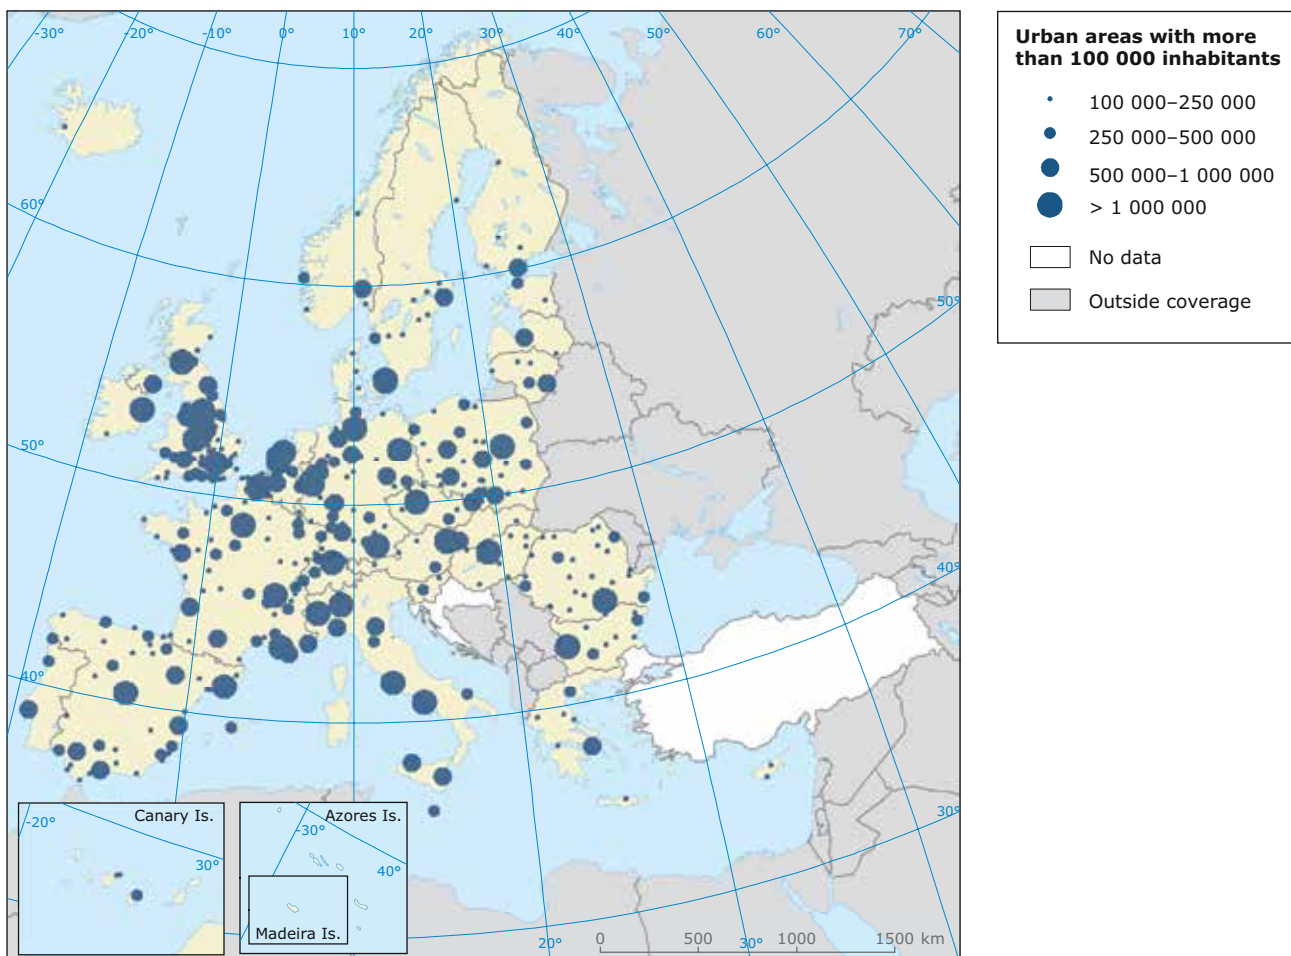 -30° -20° -10° 0° 10° 20° 30° 40° 50° 60° 70°
60°
50°
50°
40°
40°
Canary Is.
-20°
30°
Azores Is.
-30°
40°
Madeira Is.
30°
20°
30°
0 500 1000 1500 km
Urban areas with more
than 100 000 inhabitants
100 000–250 000
250 000–500 000
500 000–1 000 000
> 1 000 000
No data
Outside coverage